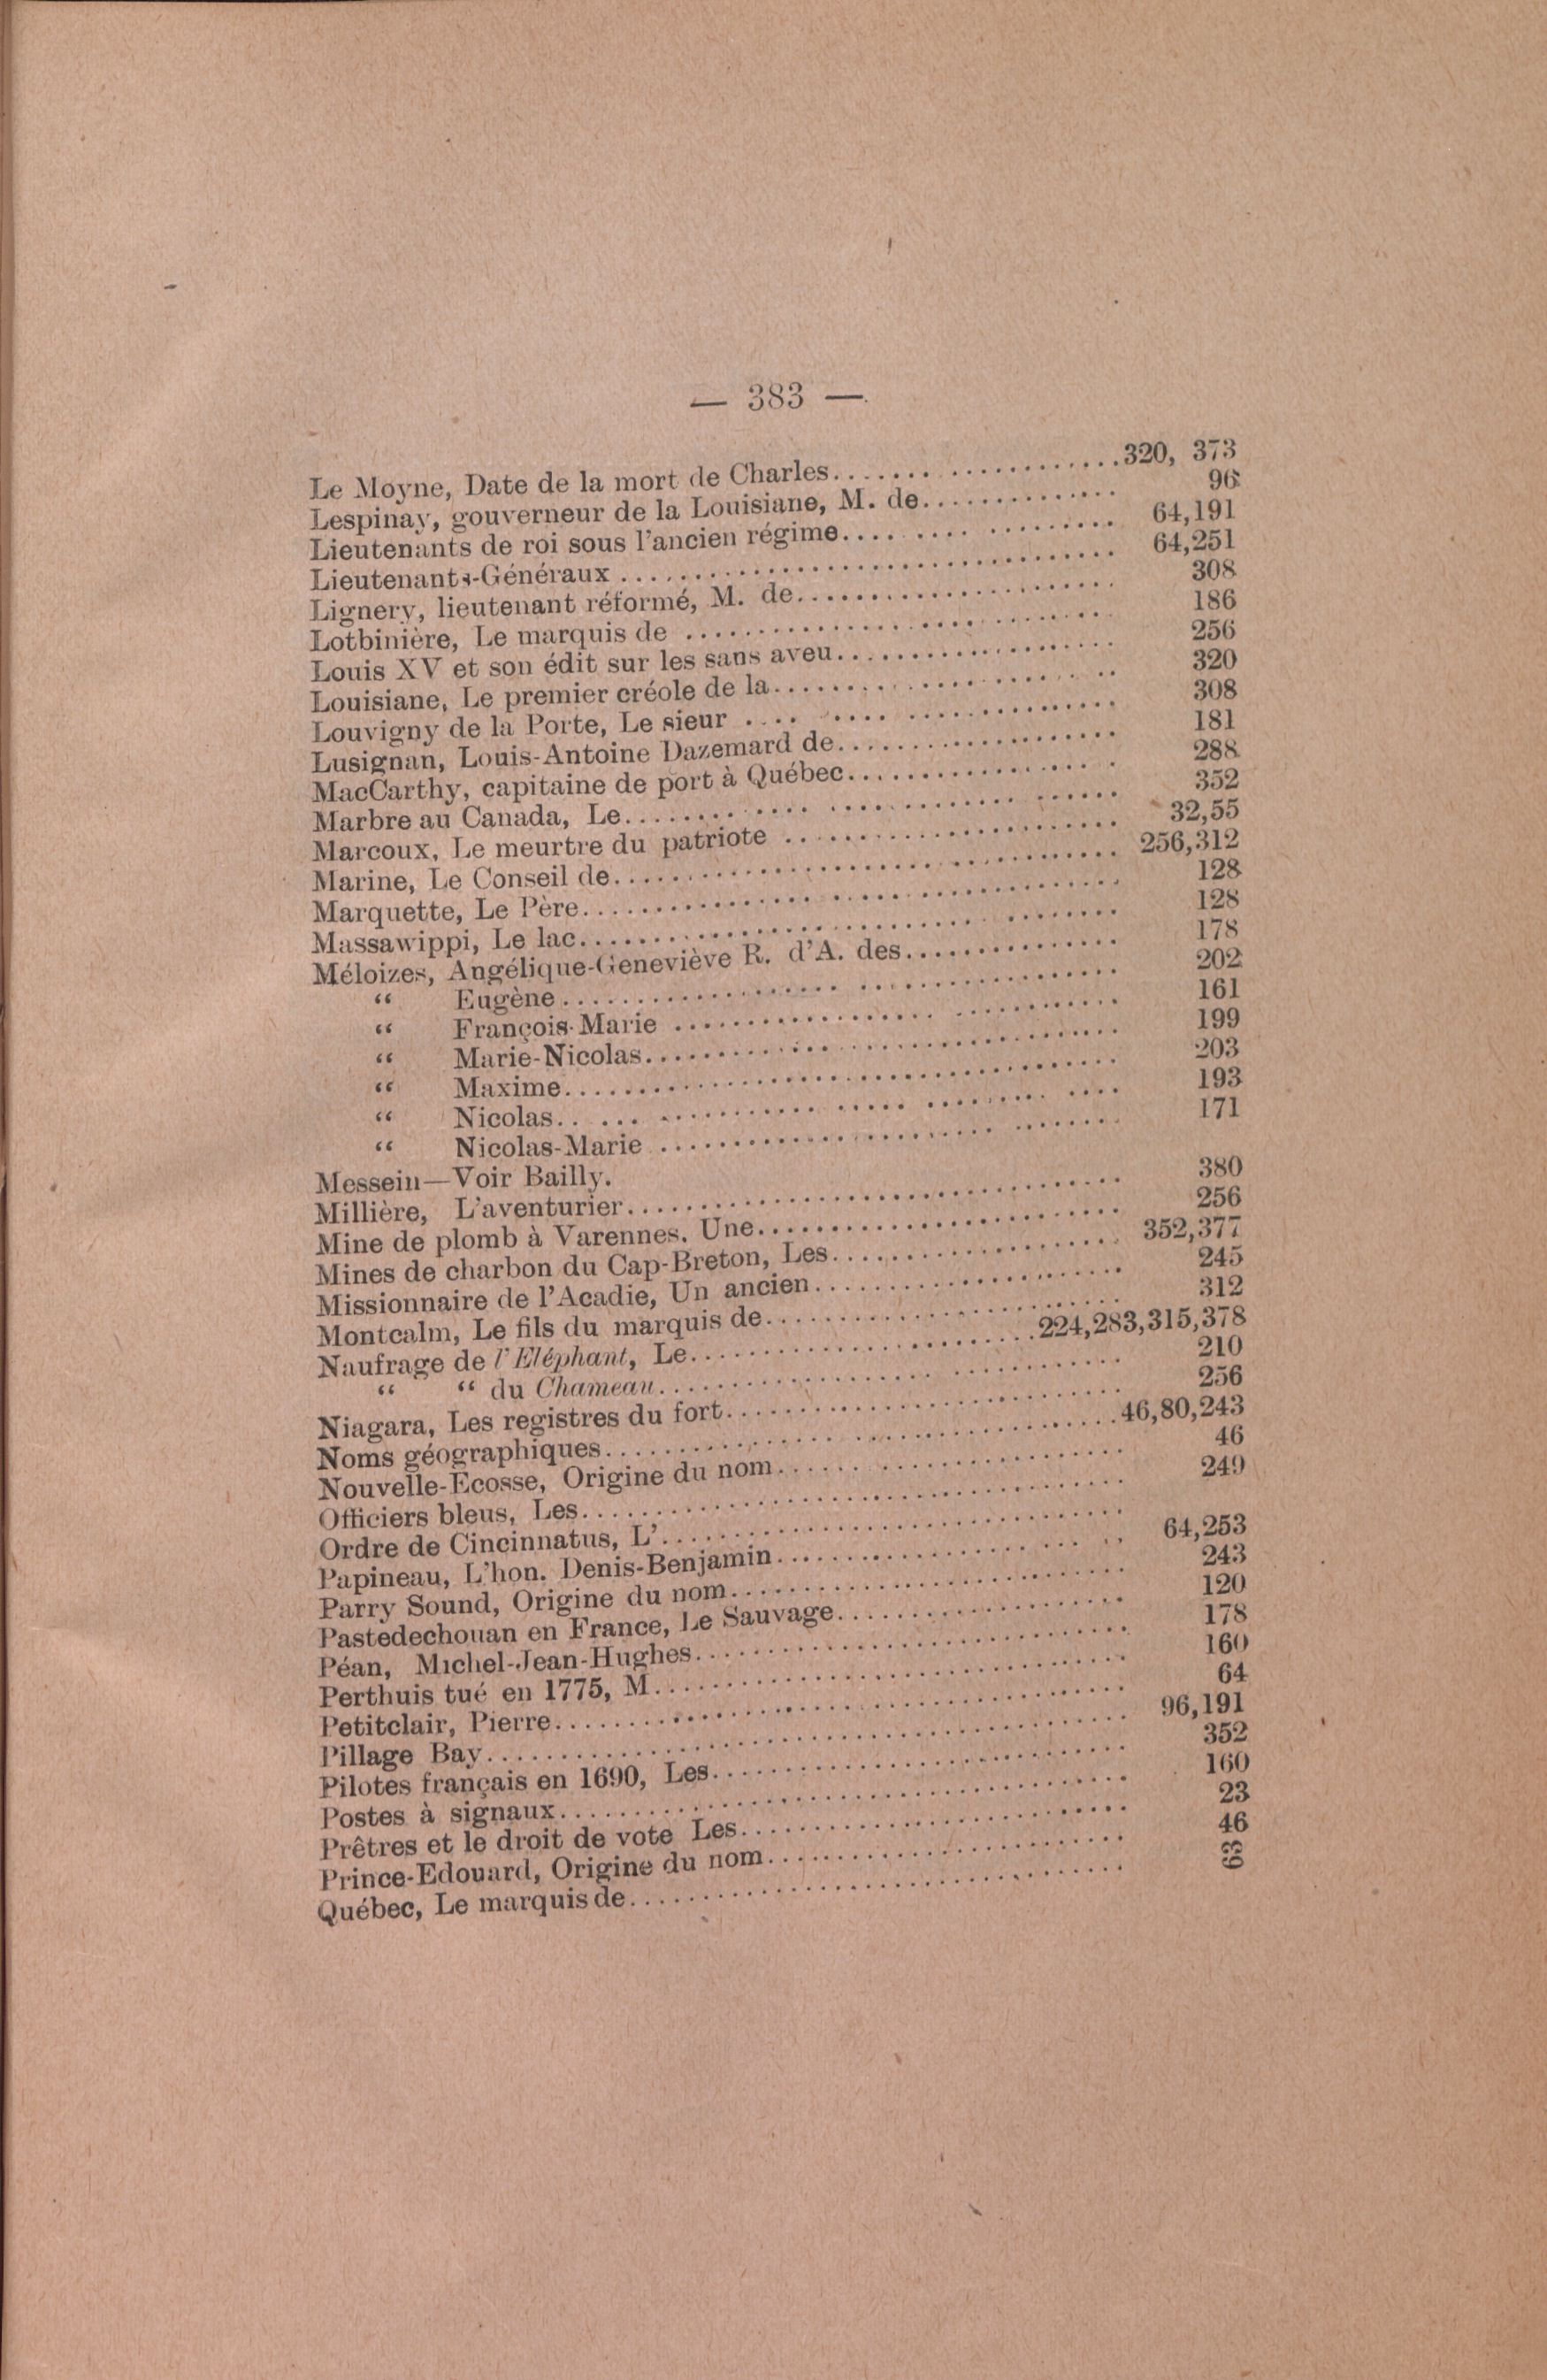 — 383 —
Le Moyne, Date de la mort de Charles.......................320, 373
Lespinay, gouverneur de la Louisiane, M. de.............. 96
Lieutenants de roi sous l'ancien régime.................. 64,191
Lieutenants-Généraux .................................. 64,251
Lignery, lieutenant réformé, M. de...................... 308
Lotbinière, Le marquis de .............................. 186
Louis XV et son édit sur les sans aveu................... 256
Louisiane, Le premier créole de la....................... 320
Louvigny de la Porte, Le sieur .......................... 308
Lusignan, Louis-Antoine Dazemard de.................... 181
MacCarthy, capitaine de port à Québec................... 288
Marbre au Canada, Le.................................. 352
Marcoux, Le meurtre du patriote ........................ 32,55
Marine, Le Conseil de.................................. 256,312
Marquette, Le Père..................................... 128
Massawippi, Le lac..................................... 128
Méloizes, Angélique-Geneviève R. d'A. des............... 178
“ Eugène...................................... 202
“ François-Marie .............................. 161
“ Marie-Nicolas................................ 199
“ Maxime...................................... 203
“ Nicolas...................................... 193
“ Nicolas-Marie ............................... 171
Messein—Voir Bailly.
Millière, L'aventurier.................................. 380
Mine de plomb à Varennes. Une......................... 256
Mines de charbon du Cap-Breton, Les.................... 352,377
Missionnaire de l'Acadie, Un ancien..................... 245
Montcalm, Le fils du marquis de........................ 312
Naufrage de l'Eléphant, Le........................224,283,315,378
“ “ du Chameau................................ 210
Niagara, Les registres du fort........................... 256
Noms géographiques...................................46,80,243
Nouvelle-Ecosse, Origine du nom........................ 46
Officiers bleus, Les.................................... 249
Ordre de Cincinnatus, L'................................
Papineau, L'hon. Denis-Benjamin........................ 64,253
Parry Sound, Origine du nom........................... 243
Pastedechouan en France, Le Sauvage.................... 120
Péan, Michel-Jean-Hughes.............................. 178
Perthuis tué en 1775, M................................ 160
Petitclair, Pierre....................................... 64
Pillage Bay............................................ 96,191
Pilotes français en 1690, Les............................ 352
Postes à signaux....................................... 160
Prêtres et le droit de vote Les........................... 23
Prince-Edouard, Origine du nom......................... 46
Québec, Le marquis de.................................. 63